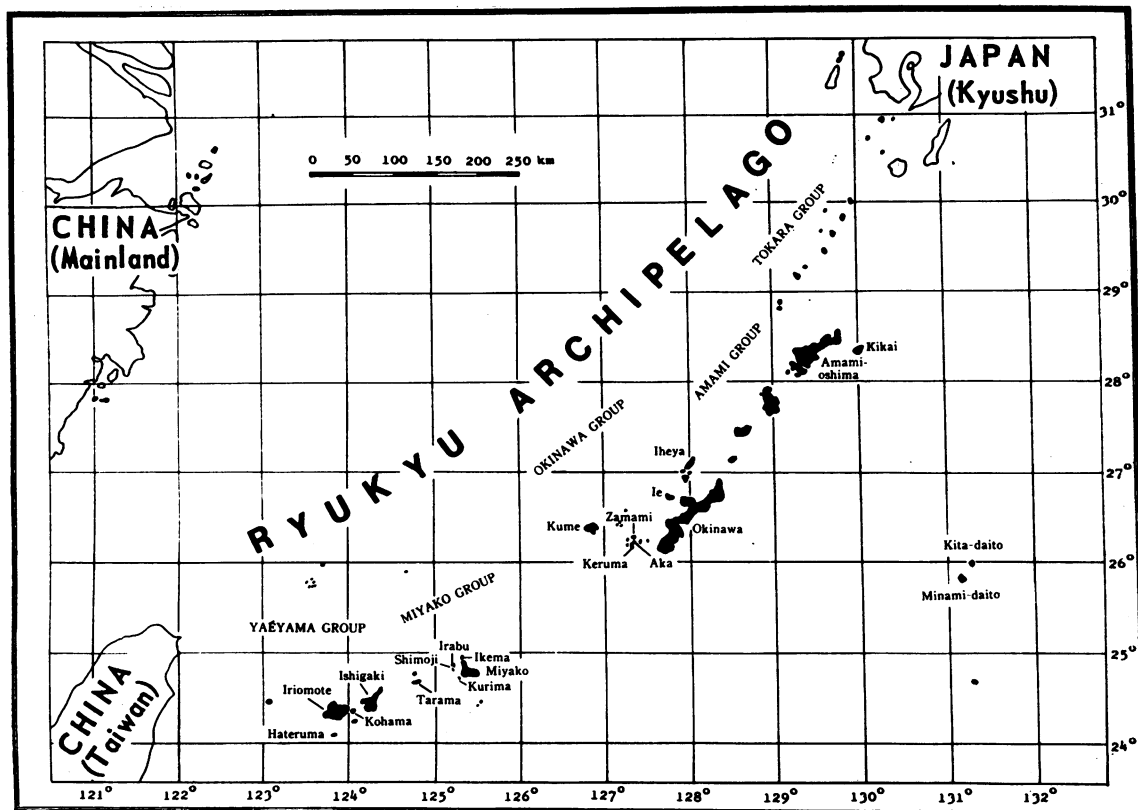 JAPAN
(Kyushu)
31°
0 50 100 150 200 250 km
30°
CHINA
(Mainland)
RYUKYU ARCHIPELAGO
TOKARA GROUP
29°
AMAMI GROUP
Kikai
Amami-
oshima
28°
OKINAWA GROUP
Iheya
27°
Ie
Zamami
Kume
Okinawa
Keruma
Aka
Kita-daito
26°
Minami-daito
MIYAKO GROUP
YAEYAMA GROUP
Irabu
Shimoji
Ikema
25°
Miyako
Ishigaki
Kurima
Iriomote
Tarama
Kohama
Hateruma
CHINA
(Taiwan)
24°
121° 122° 123° 124° 125° 126° 127° 128° 129° 130° 131° 132°